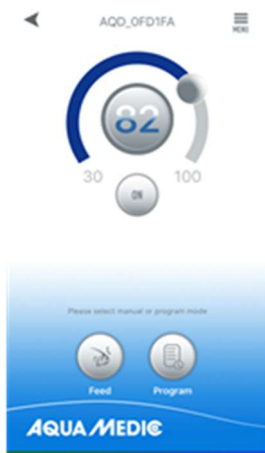 AQD_0FD1FA
MENU
82
30
100
ON
Please select manual or program mode
Feed
Program
AQUA MEDIC